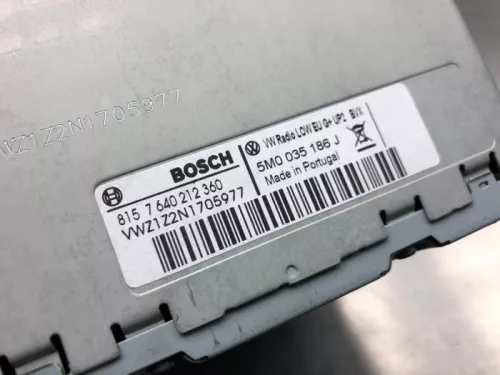 VWZ1Z2N1705977
BOSCH
VW Radio LOW EU G+ UP2 BVX
5M0 035 186 J
Made in Portugal
815 7 640 212 360
VWZ1Z2N1705977